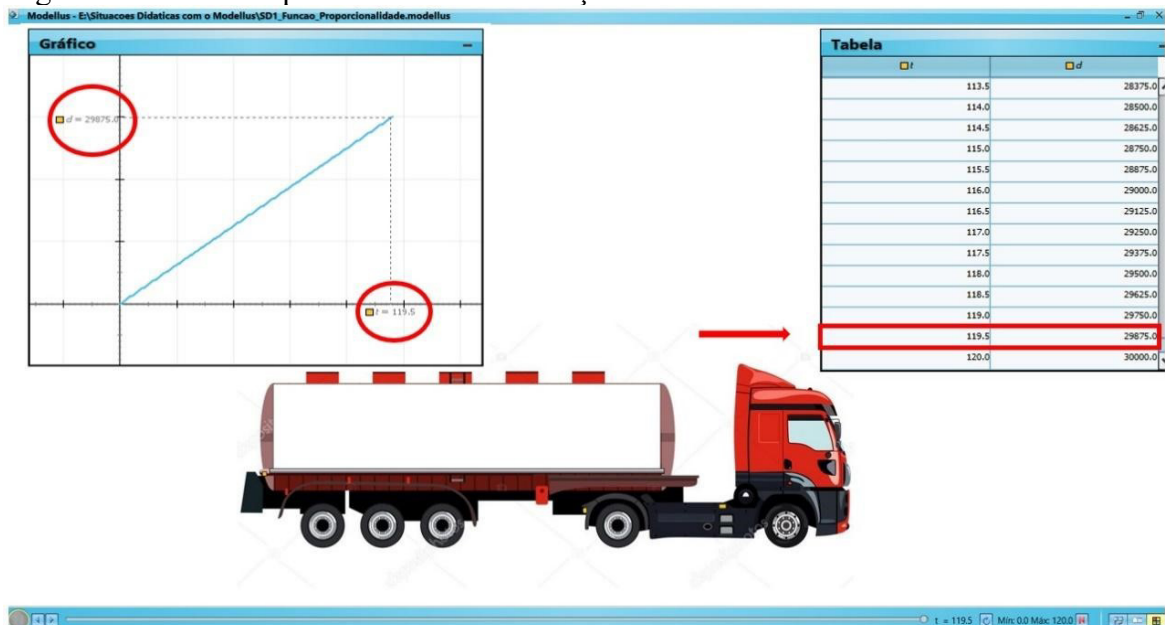 Modellus - E:\Situacoes Didaticas com o Modellus\SD1_Funcao_Proporcionalidade.modellus
Gráfico
d = 29875.0
t = 119.5
Tabela
t d
113.5 28375.0
114.0 28500.0
114.5 28625.0
115.0 28750.0
115.5 28875.0
116.0 29000.0
116.5 29125.0
117.0 29250.0
117.5 29375.0
118.0 29500.0
118.5 29625.0
119.0 29750.0
119.5 29875.0
120.0 30000.0
t = 119.5 Mín: 0.0 Máx: 120.0